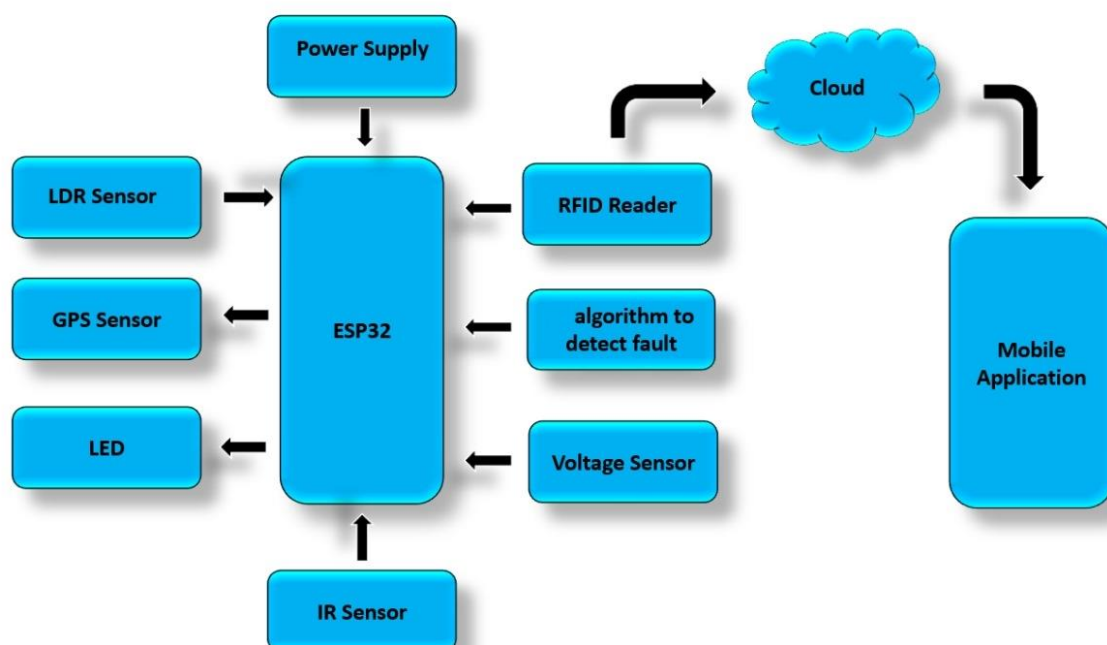 Power Supply
Cloud
LDR Sensor
RFID Reader
GPS Sensor
ESP32
algorithm to
detect fault
Mobile
Application
LED
Voltage Sensor
IR Sensor